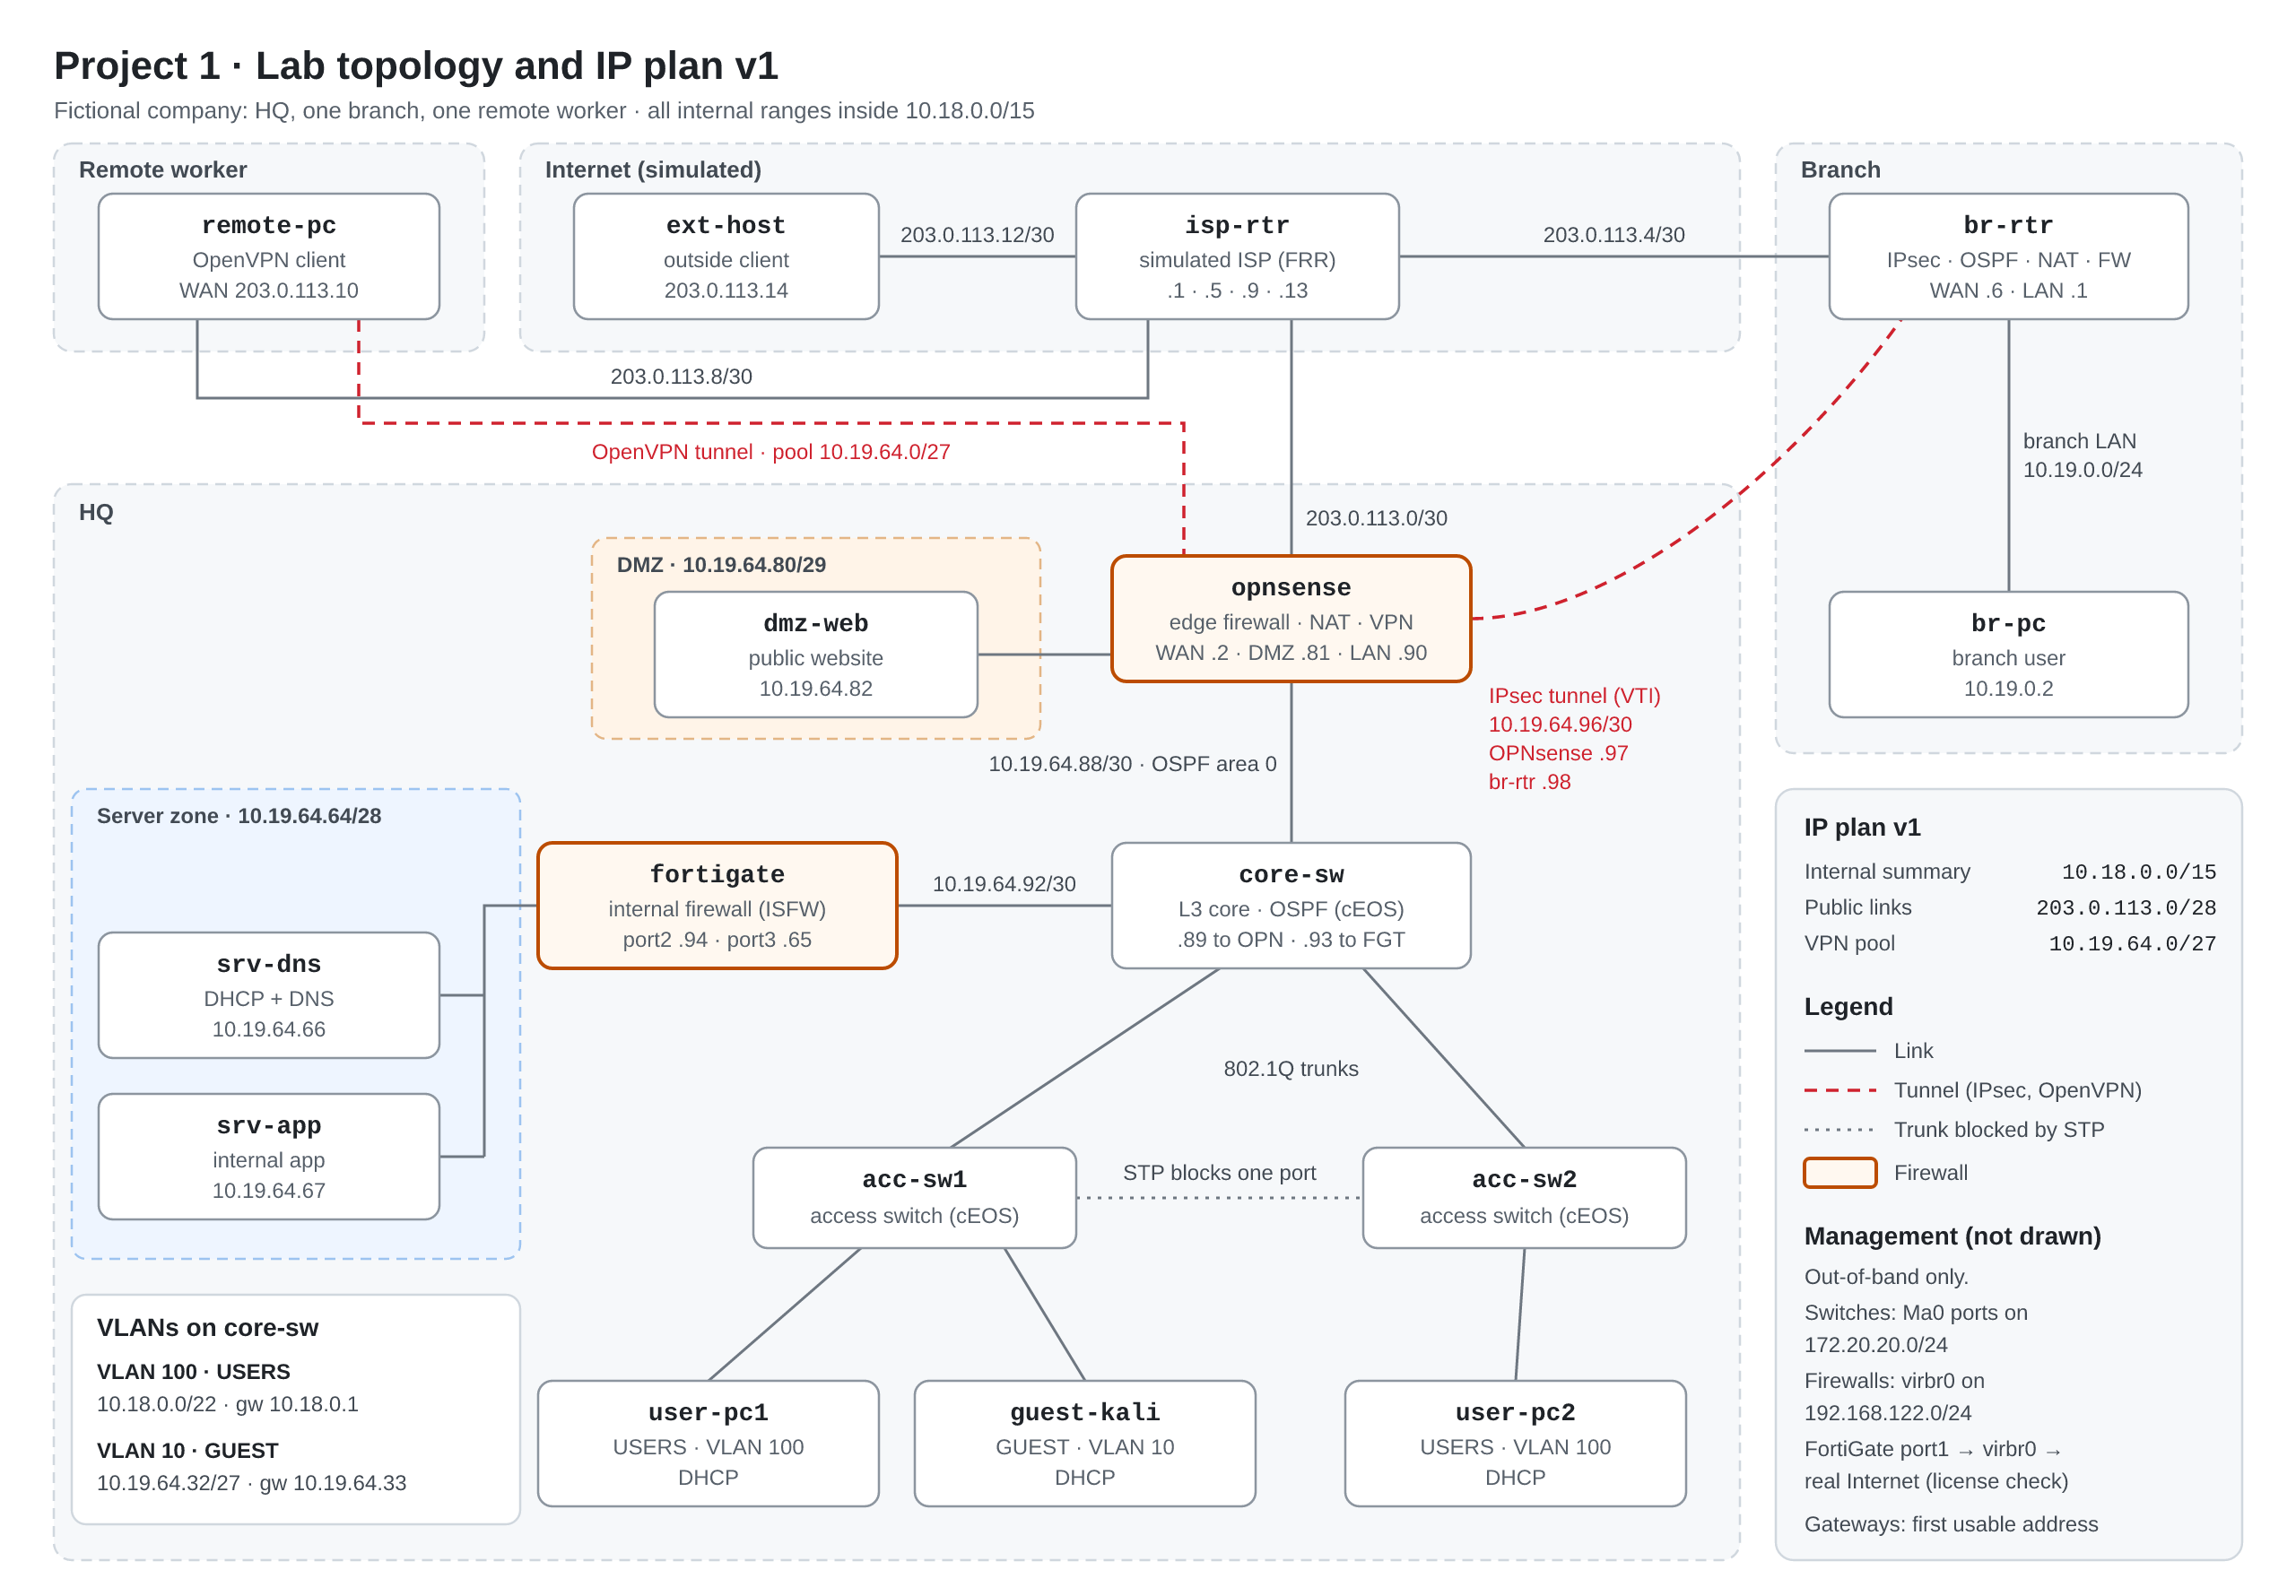 Project 1 · Lab topology and IP plan v1
Fictional company: HQ, one branch, one remote worker · all internal ranges inside 10.18.0.0/15
Remote worker
remote-pc
OpenVPN client
WAN 203.0.113.10
Internet (simulated)
ext-host
outside client
203.0.113.14
203.0.113.12/30
isp-rtr
simulated ISP (FRR)
.1 · .5 · .9 · .13
203.0.113.4/30
Branch
br-rtr
IPsec · OSPF · NAT · FW
WAN .6 · LAN .1
203.0.113.8/30
OpenVPN tunnel · pool 10.19.64.0/27
branch LAN
10.19.0.0/24
HQ
203.0.113.0/30
DMZ · 10.19.64.80/29
dmz-web
public website
10.19.64.82
opnsense
edge firewall · NAT · VPN
WAN .2 · DMZ .81 · LAN .90
br-pc
branch user
10.19.0.2
IPsec tunnel (VTI)
10.19.64.96/30
OPNsense .97
br-rtr .98
10.19.64.88/30 · OSPF area 0
Server zone · 10.19.64.64/28
fortigate
internal firewall (ISFW)
port2 .94 · port3 .65
10.19.64.92/30
core-sw
L3 core · OSPF (cEOS)
.89 to OPN · .93 to FGT
srv-dns
DHCP + DNS
10.19.64.66
srv-app
internal app
10.19.64.67
802.1Q trunks
acc-sw1
access switch (cEOS)
STP blocks one port
acc-sw2
access switch (cEOS)
VLANs on core-sw
VLAN 100 · USERS
10.18.0.0/22 · gw 10.18.0.1
VLAN 10 · GUEST
10.19.64.32/27 · gw 10.19.64.33
user-pc1
USERS · VLAN 100
DHCP
guest-kali
GUEST · VLAN 10
DHCP
user-pc2
USERS · VLAN 100
DHCP
IP plan v1
Internal summary 10.18.0.0/15
Public links 203.0.113.0/28
VPN pool 10.19.64.0/27
Legend
Link
Tunnel (IPsec, OpenVPN)
Trunk blocked by STP
Firewall
Management (not drawn)
Out-of-band only.
Switches: Ma0 ports on
172.20.20.0/24
Firewalls: virbr0 on
192.168.122.0/24
FortiGate port1 → virbr0 →
real Internet (license check)
Gateways: first usable address